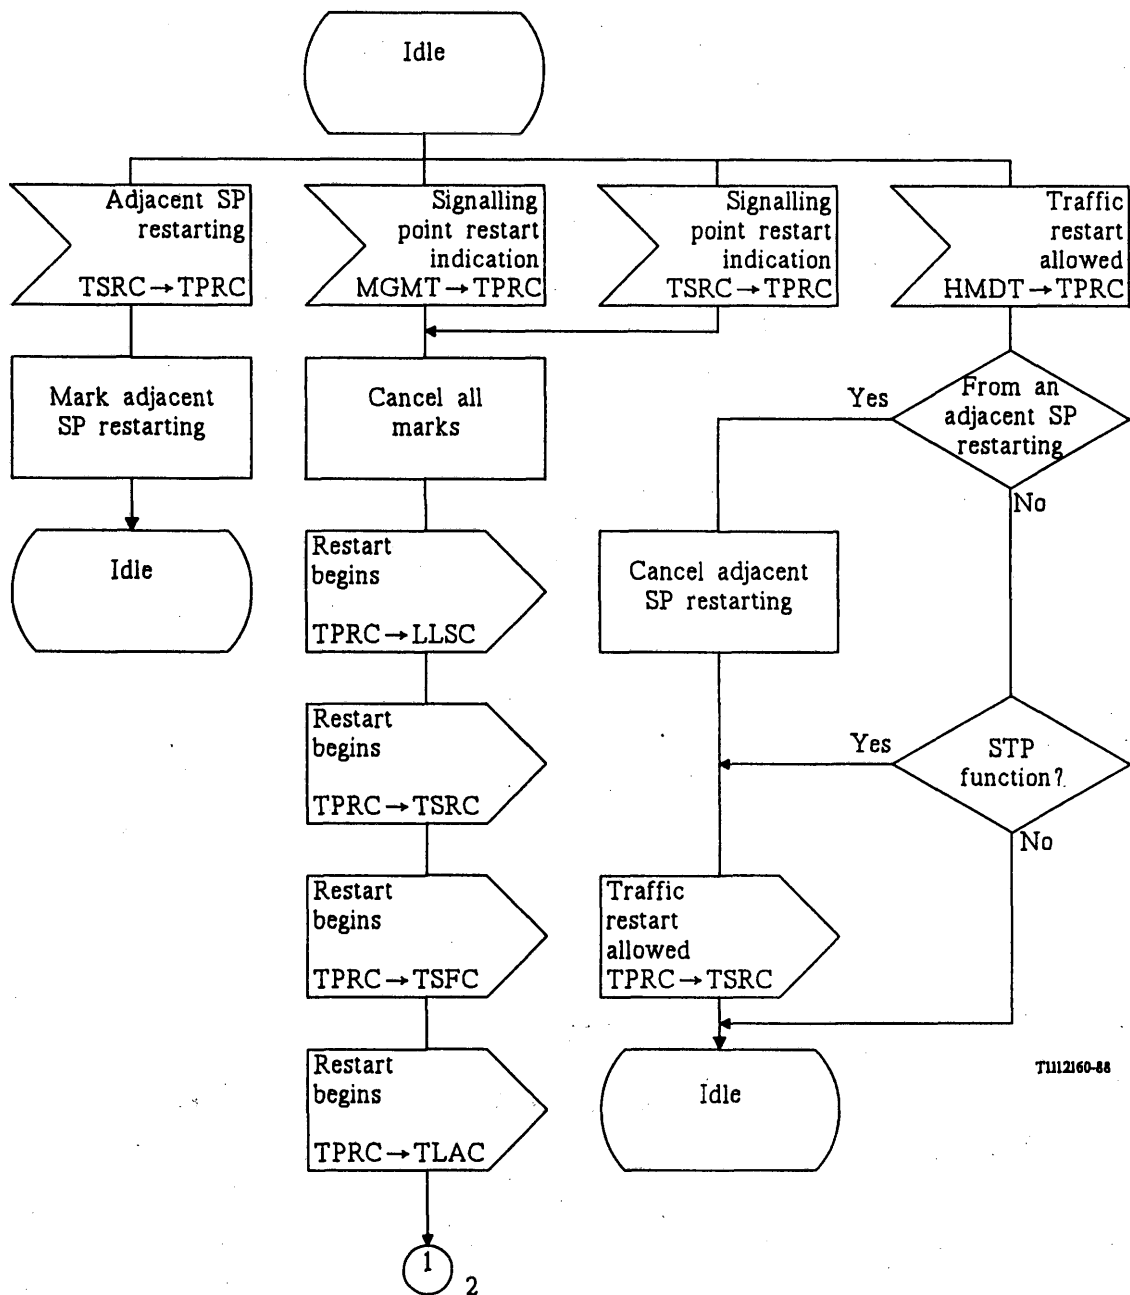 Idle
Adjacent SP
restarting
TSRC→TPRC
Signalling
point restart
indication
MGMT→TPRC
Signalling
point restart
indication
TSRC→TPRC
Traffic
restart
allowed
HMDT→TPRC
Mark adjacent
SP restarting
Cancel all
marks
Yes
From an
adjacent SP
restarting
No
Idle
Restart
begins
TPRC→LLSC
Cancel adjacent
SP restarting
Restart
begins
TPRC→TSRC
Yes
STP
function?
No
Restart
begins
TPRC→TSFC
Traffic
restart
allowed
TPRC→TSRC
Restart
begins
TPRC→TLAC
Idle
T1112160-88
1
2